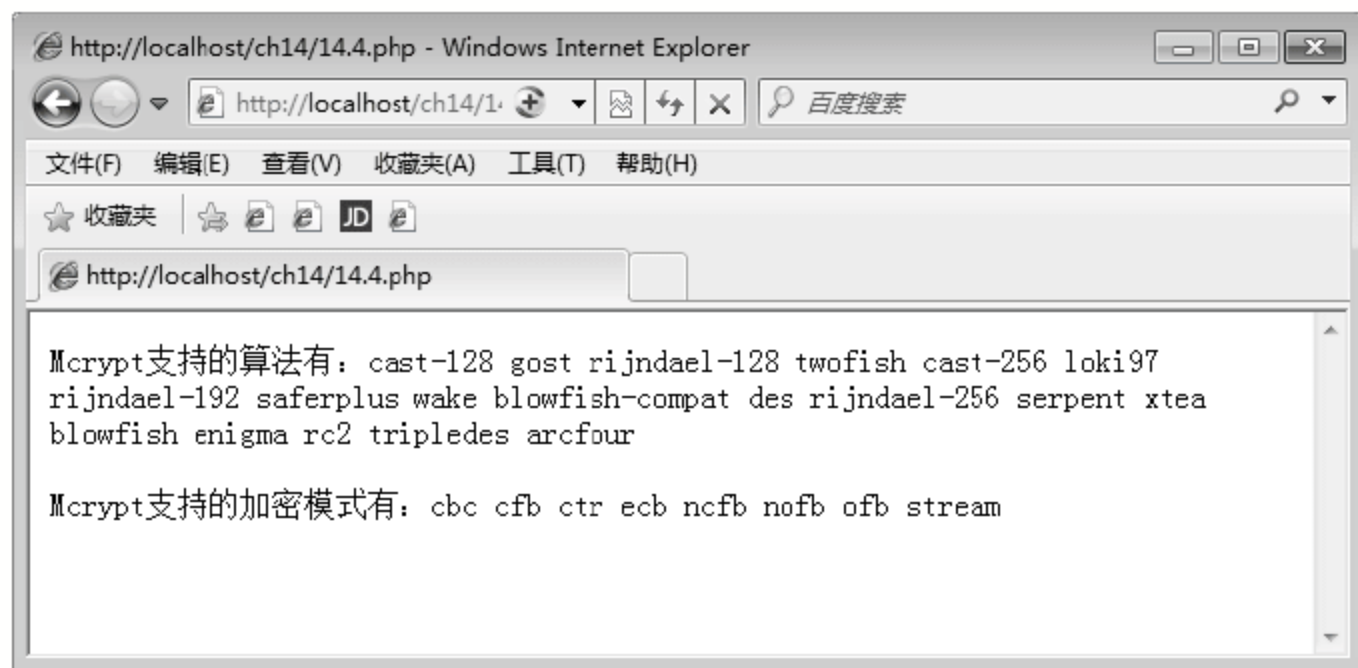 http://localhost/ch14/14.4.php - Windows Internet Explorer
http://localhost/ch14/1
百度搜索
文件(F) 编辑(E) 查看(V) 收藏夹(A) 工具(T) 帮助(H)
收藏夹 JD
http://localhost/ch14/14.4.php
Mcrypt支持的算法有：cast-128 gost rijndael-128 twofish cast-256 loki97
rijndael-192 saferplus wake blowfish-compat des rijndael-256 serpent xtea
blowfish enigma rc2 tripledes arcfour
Mcrypt支持的加密模式有：cbc cfb ctr ecb ncfb nofb ofb stream